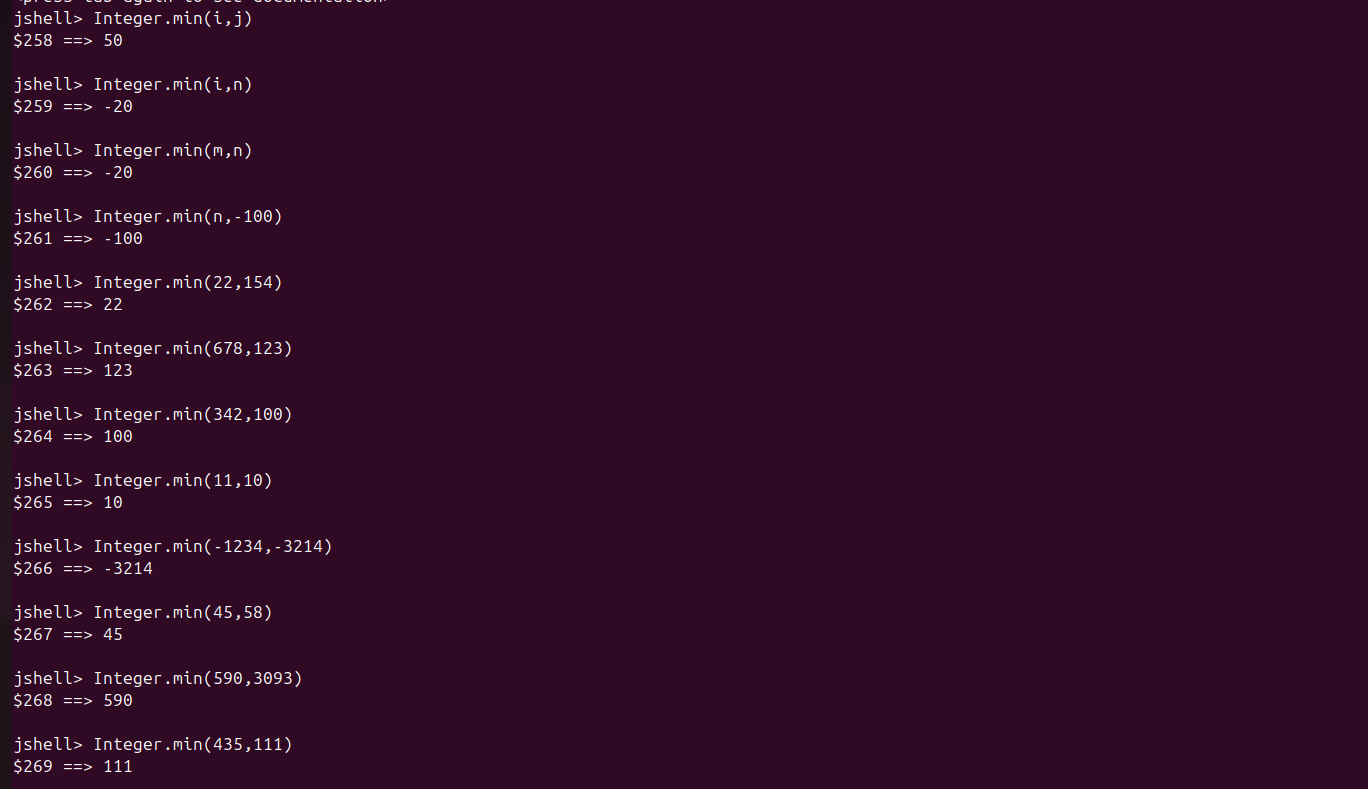 jshell> Integer.min(i,j)
$258 ==> 50
jshell> Integer.min(i,n)
$259 ==> -20
jshell> Integer.min(m,n)
$260 ==> -20
jshell> Integer.min(n,-100)
$261 ==> -100
jshell> Integer.min(22,154)
$262 ==> 22
jshell> Integer.min(678,123)
$263 ==> 123
jshell> Integer.min(342,100)
$264 ==> 100
jshell> Integer.min(11,10)
$265 ==> 10
jshell> Integer.min(-1234,-3214)
$266 ==> -3214
jshell> Integer.min(45,58)
$267 ==> 45
jshell> Integer.min(590,3093)
$268 ==> 590
jshell> Integer.min(435,111)
$269 ==> 111